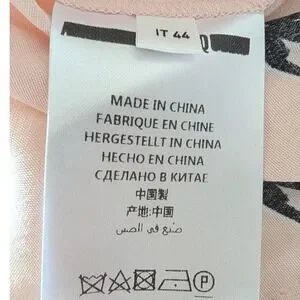 IT 44
MADE IN CHINA
FABRIQUE EN CHINE
HERGESTELLT IN CHINA
HECHO EN CHINA
СДЕЛАНО В КИТАЕ
中国製
产地:中国
صنع في الصين
P